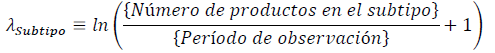 λ_Subtipo ≡ ln({Número de productos en el subtipo} / {Período de observación} + 1)